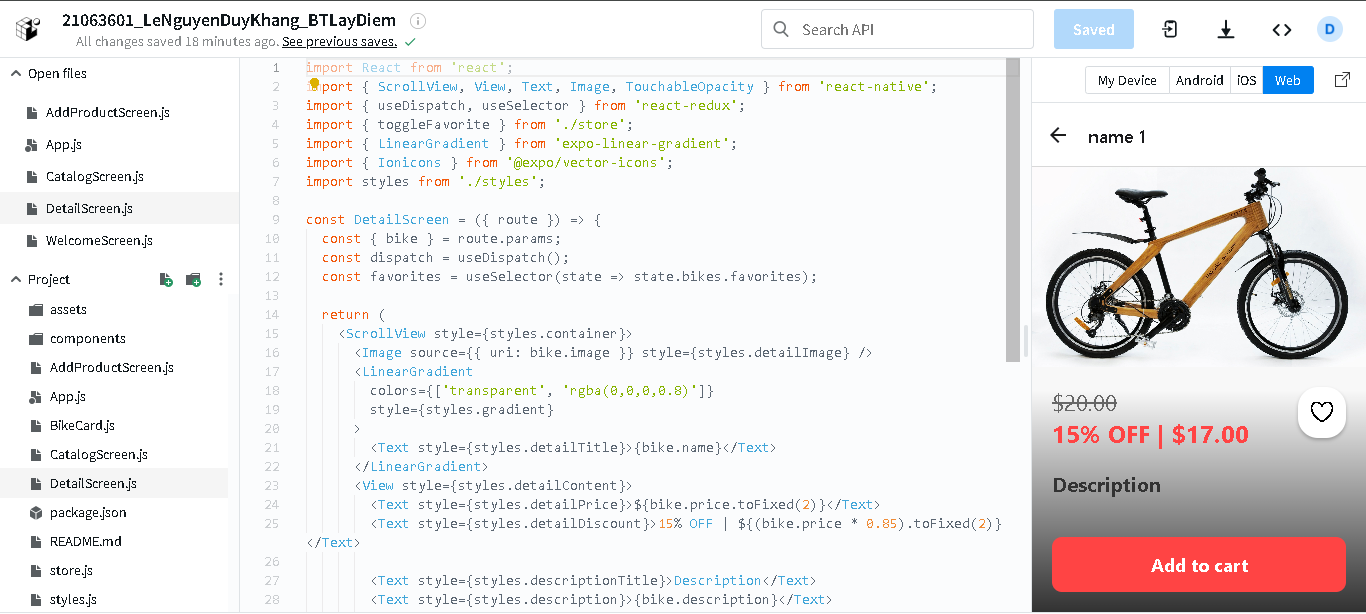 21063601_LeNguyenDuyKhang_BTLayDiem
All changes saved 18 minutes ago. See previous saves.
Search API
Saved
D
Open files
AddProductScreen.js
App.js
CatalogScreen.js
DetailScreen.js
WelcomeScreen.js
Project
assets
components
AddProductScreen.js
App.js
BikeCard.js
CatalogScreen.js
DetailScreen.js
package.json
README.md
store.js
styles.js
1 import React from 'react';
2 import { ScrollView, View, Text, Image, TouchableOpacity } from 'react-native';
3 import { useDispatch, useSelector } from 'react-redux';
4 import { toggleFavorite } from './store';
5 import { LinearGradient } from 'expo-linear-gradient';
6 import { Ionicons } from '@expo/vector-icons';
7 import styles from './styles';
8
9 const DetailScreen = ({ route }) => {
10 const { bike } = route.params;
11 const dispatch = useDispatch();
12 const favorites = useSelector(state => state.bikes.favorites);
13
14 return (
15 <ScrollView style={styles.container}>
16 <Image source={{ uri: bike.image }} style={styles.detailImage} />
17 <LinearGradient
18 colors={['transparent', 'rgba(0,0,0,0.8)']}
19 style={styles.gradient}
20 >
21 <Text style={styles.detailTitle}>{bike.name}</Text>
22 </LinearGradient>
23 <View style={styles.detailContent}>
24 <Text style={styles.detailPrice}>${bike.price.toFixed(2)}</Text>
25 <Text style={styles.detailDiscount}>15% OFF | ${(bike.price * 0.85).toFixed(2)}
</Text>
26
27 <Text style={styles.descriptionTitle}>Description</Text>
28 <Text style={styles.description}>{bike.description}</Text>
My Device
Android
iOS
Web
name 1
$20.00
15% OFF | $17.00
Description
Add to cart